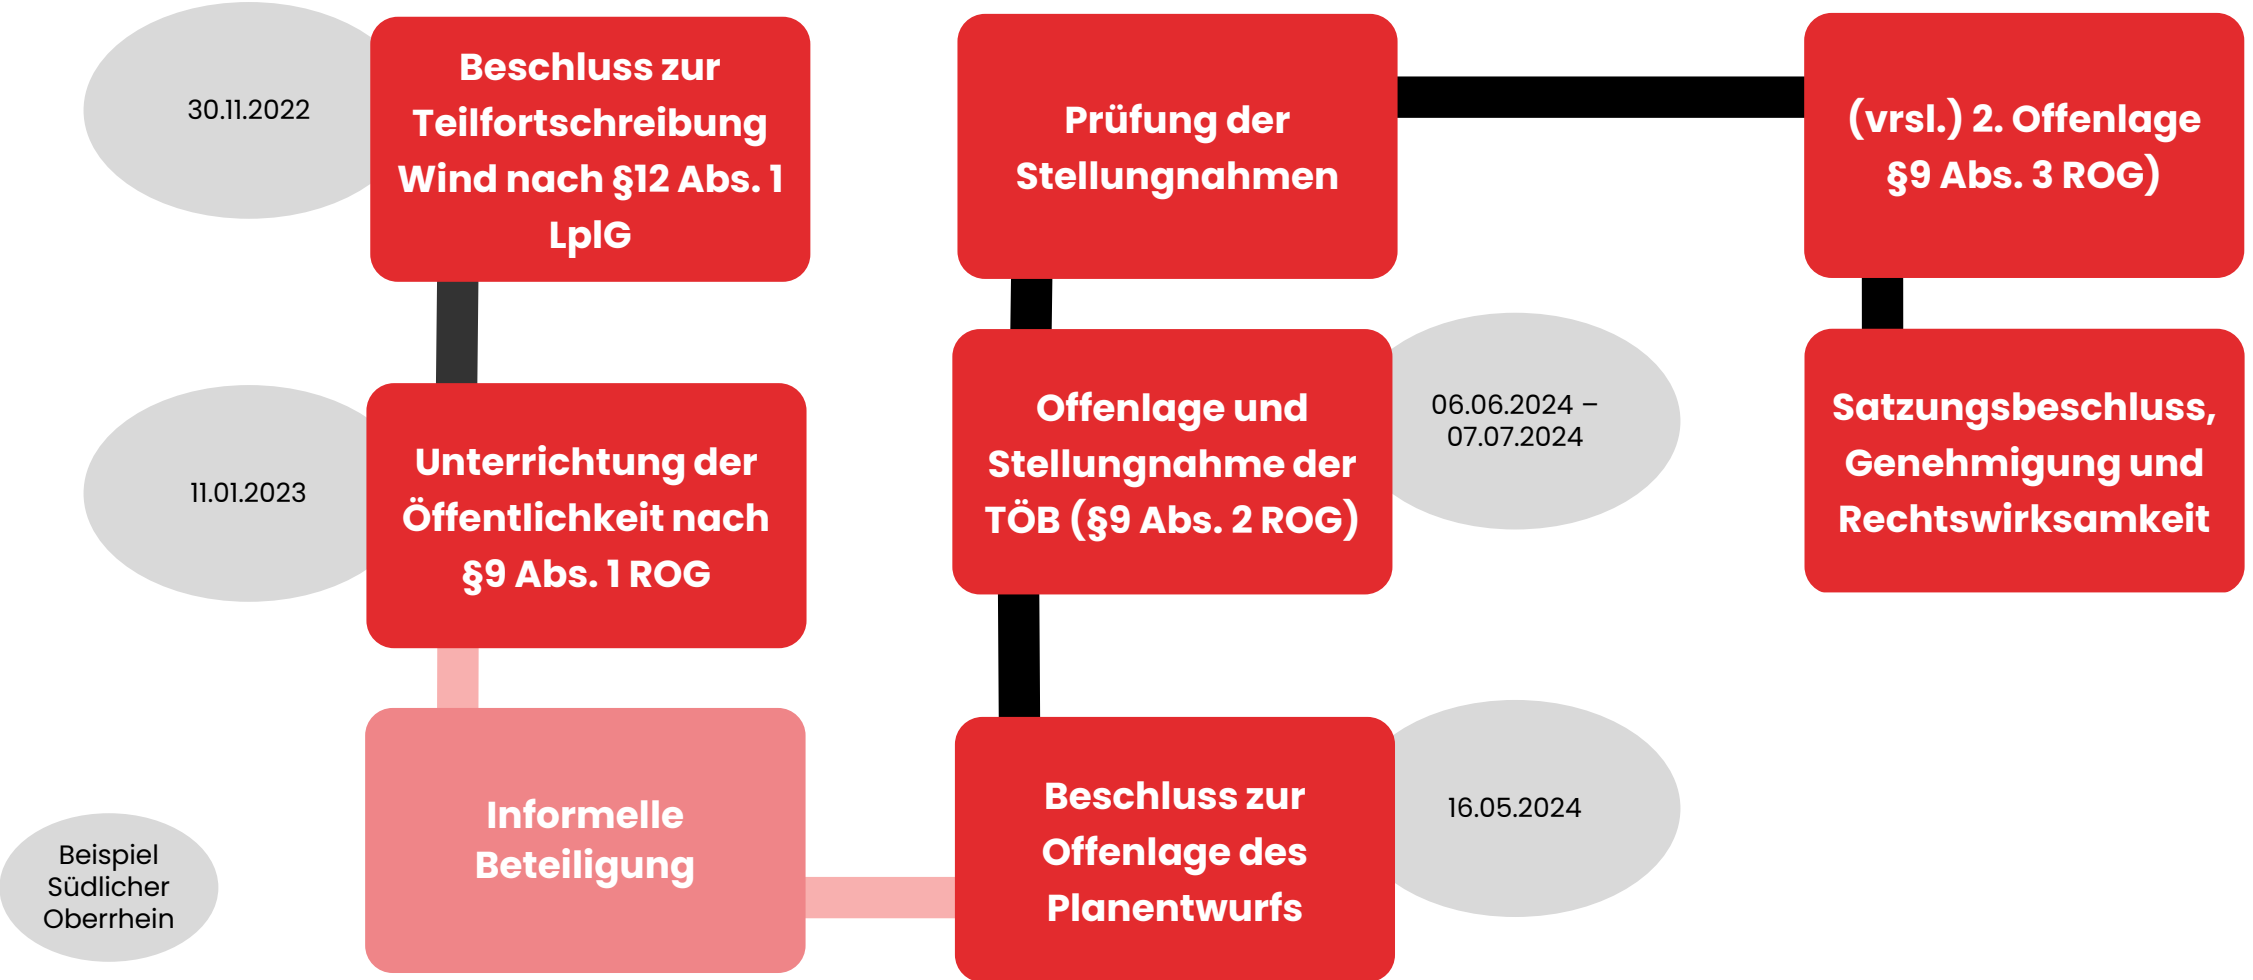 30.11.2022
Beschluss zur
Teilfortschreibung
Wind nach §12 Abs. 1
LplG
11.01.2023
Unterrichtung der
Öffentlichkeit nach
§9 Abs. 1 ROG
Informelle
Beteiligung
Beispiel
Südlicher
Oberrhein
Beschluss zur
Offenlage des
Planentwurfs
16.05.2024
Offenlage und
Stellungnahme der
TÖB (§9 Abs. 2 ROG)
06.06.2024 –
07.07.2024
Prüfung der
Stellungnahmen
(vrsl.) 2. Offenlage
§9 Abs. 3 ROG)
Satzungsbeschluss,
Genehmigung und
Rechtswirksamkeit